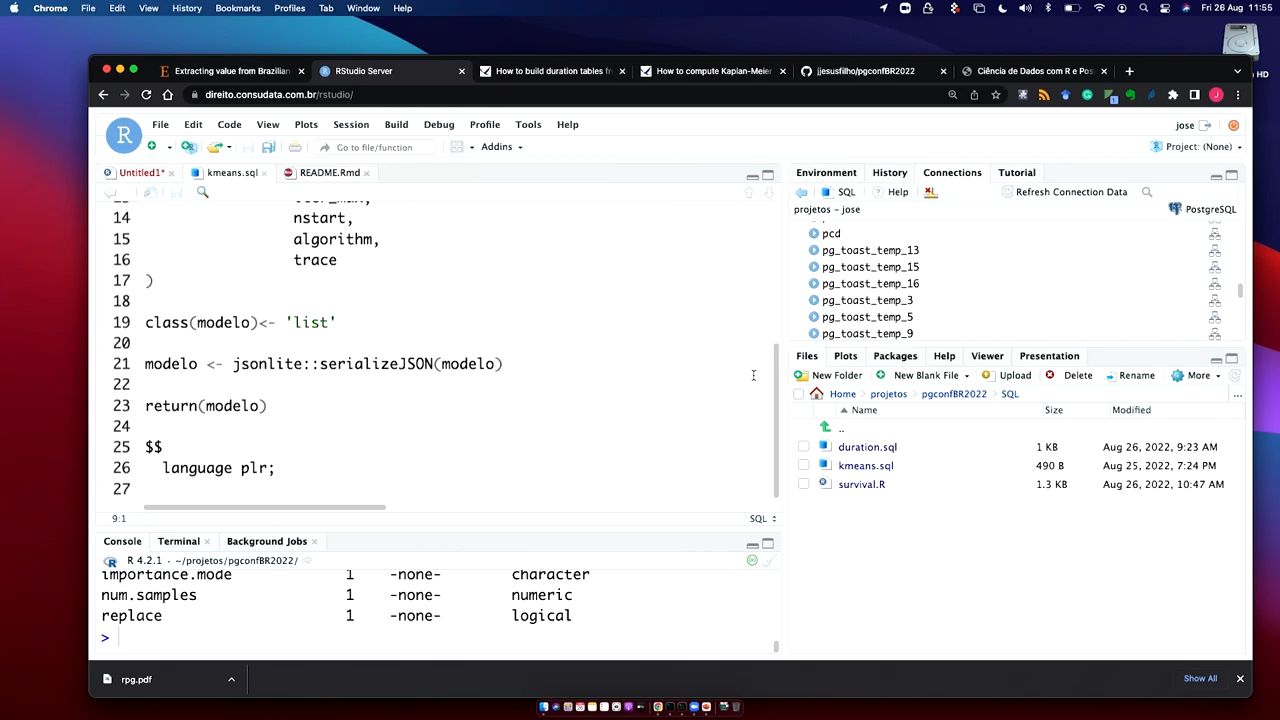 Chrome File Edit View History Bookmarks Profiles Tab Window Help Fri 26 Aug 11:55
Extracting value from Brazilian
RStudio Server
How to build duration tables f
How to compute Kaplan-Meier
jjesusfilho/pgconfBR2022
Ciência de Dados com R e Pos
direito.consudata.com.br/rstudio/
File Edit Code View Plots Session Build Debug Profile Tools Help
jose
Go to file/function
Addins
Project: (None)
Untitled1*
kmeans.sql
README.Rmd
14 nstart,
15 algorithm,
16 trace
17 )
18
19 class(modelo)<- 'list'
20
21 modelo <- jsonlite::serializeJSON(modelo)
22
23 return(modelo)
24
25 $$
26 language plr;
27
9:1 SQL
Console Terminal Background Jobs
R 4.2.1 · ~/projetos/pgconfBR2022/
importance.mode 1 -none- character
num.samples 1 -none- numeric
replace 1 -none- logical
>
Environment History Connections Tutorial
SQL Help Refresh Connection Data
projetos - jose PostgreSQL
pcd
pg_toast_temp_13
pg_toast_temp_15
pg_toast_temp_16
pg_toast_temp_3
pg_toast_temp_5
pg_toast_temp_9
Files Plots Packages Help Viewer Presentation
New Folder New Blank File Upload Delete Rename More
Home projetos pgconfBR2022 SQL ...
Name Size Modified
..
duration.sql 1 KB Aug 26, 2022, 9:23 AM
kmeans.sql 490 B Aug 25, 2022, 7:24 PM
survival.R 1.3 KB Aug 26, 2022, 10:47 AM
rpg.pdf
Show All